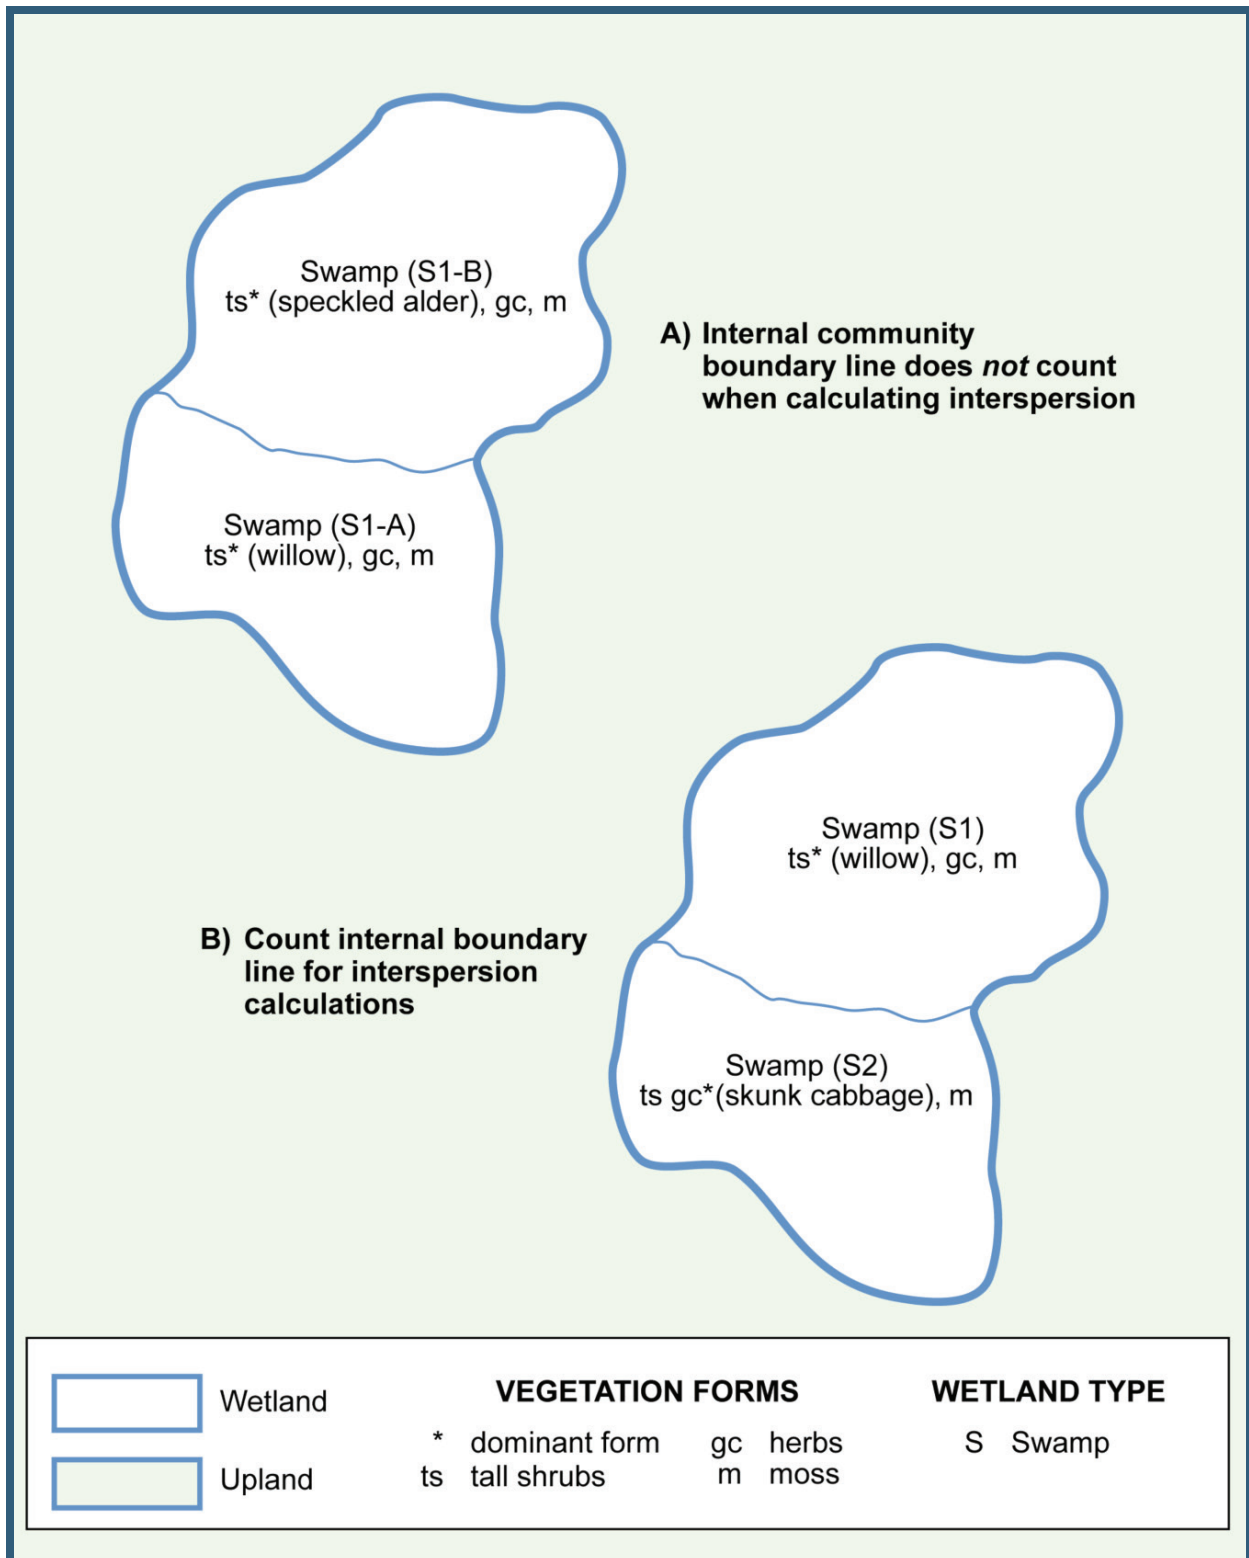 Swamp (S1-B)
ts* (speckled alder), gc, m
A) Internal community
boundary line does not count
when calculating interspersion
Swamp (S1-A)
ts* (willow), gc, m
Swamp (S1)
ts* (willow), gc, m
B) Count internal boundary
line for interspersion
calculations
Swamp (S2)
ts gc*(skunk cabbage), m
Wetland
Upland
VEGETATION FORMS
* dominant form gc herbs
ts tall shrubs m moss
WETLAND TYPE
S Swamp